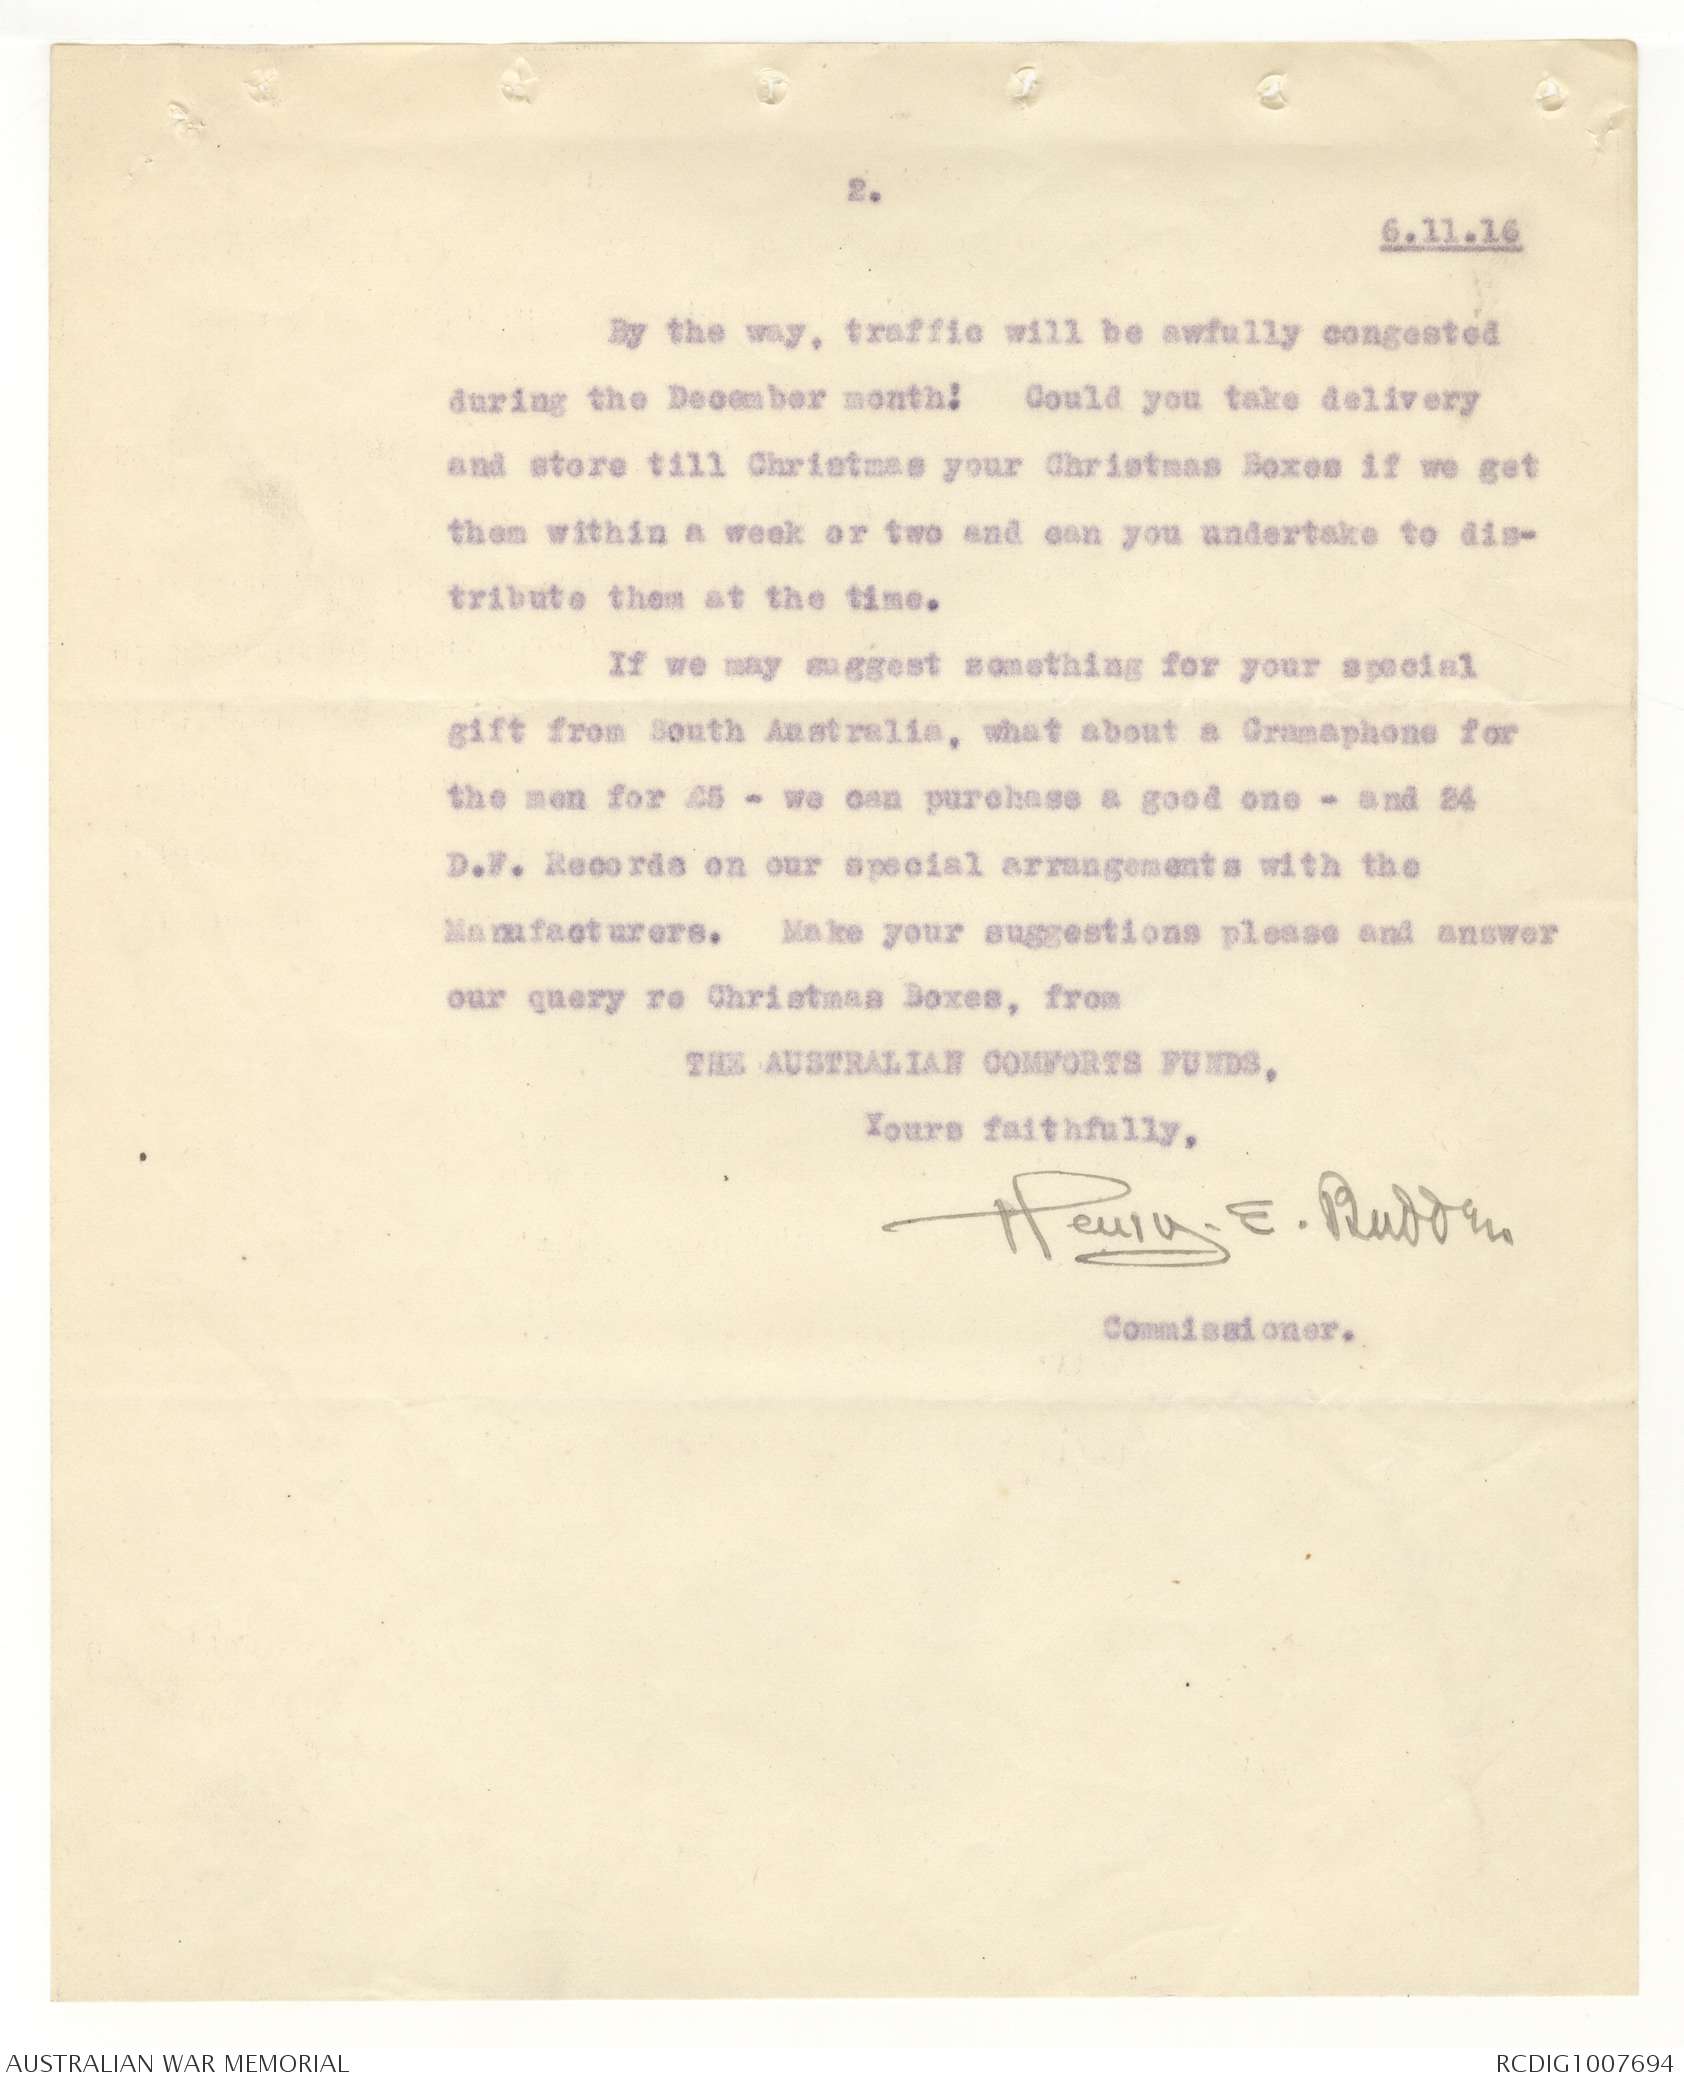 2.
6.11.16
By the way, traffic will be awfully congested
during the December month! Could you take delivery
and store till Christmas your Christmas Boxes if we get
them within a week or two and can you undertake to dis-
tribute them at the time.
If we may suggest something for your special
gift from South Australia, what about a Gramaphone for
the men for £5 - we can purchase a good one - and 24
D.F. Records on our special arrangements with the
Manufacturers. Make your suggestions please and answer
our query re Christmas Boxes, from
THE AUSTRALIAN COMFORTS FUNDS,
Yours faithfully,
Henry. E. Budden
Commissioner.
AUSTRALIAN WAR MEMORIAL
RCDIG1007694